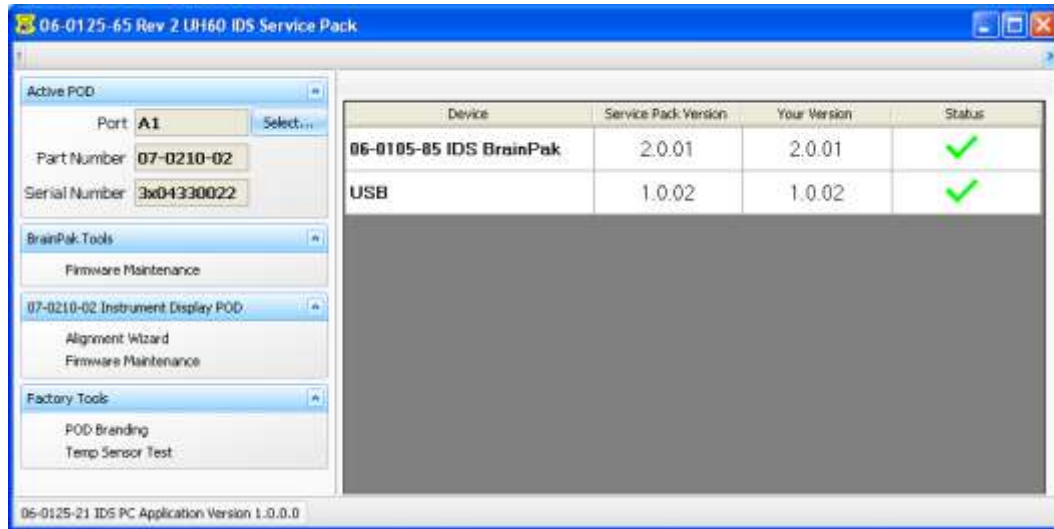 06-0125-65 Rev 2 UH60 IDS Service Pack
Active POD
Port A1 Select...
Part Number 07-0210-02
Serial Number 3x04330022
BrainPak Tools
Firmware Maintenance
07-0210-02 Instrument Display POD
Alignment Wizard
Firmware Maintenance
Factory Tools
POD Branding
Temp Sensor Test
Device Service Pack Version Your Version Status
06-0105-85 IDS BrainPak 2.0.01 2.0.01
USB 1.0.02 1.0.02
06-0125-21 IDS PC Application Version 1.0.0.0